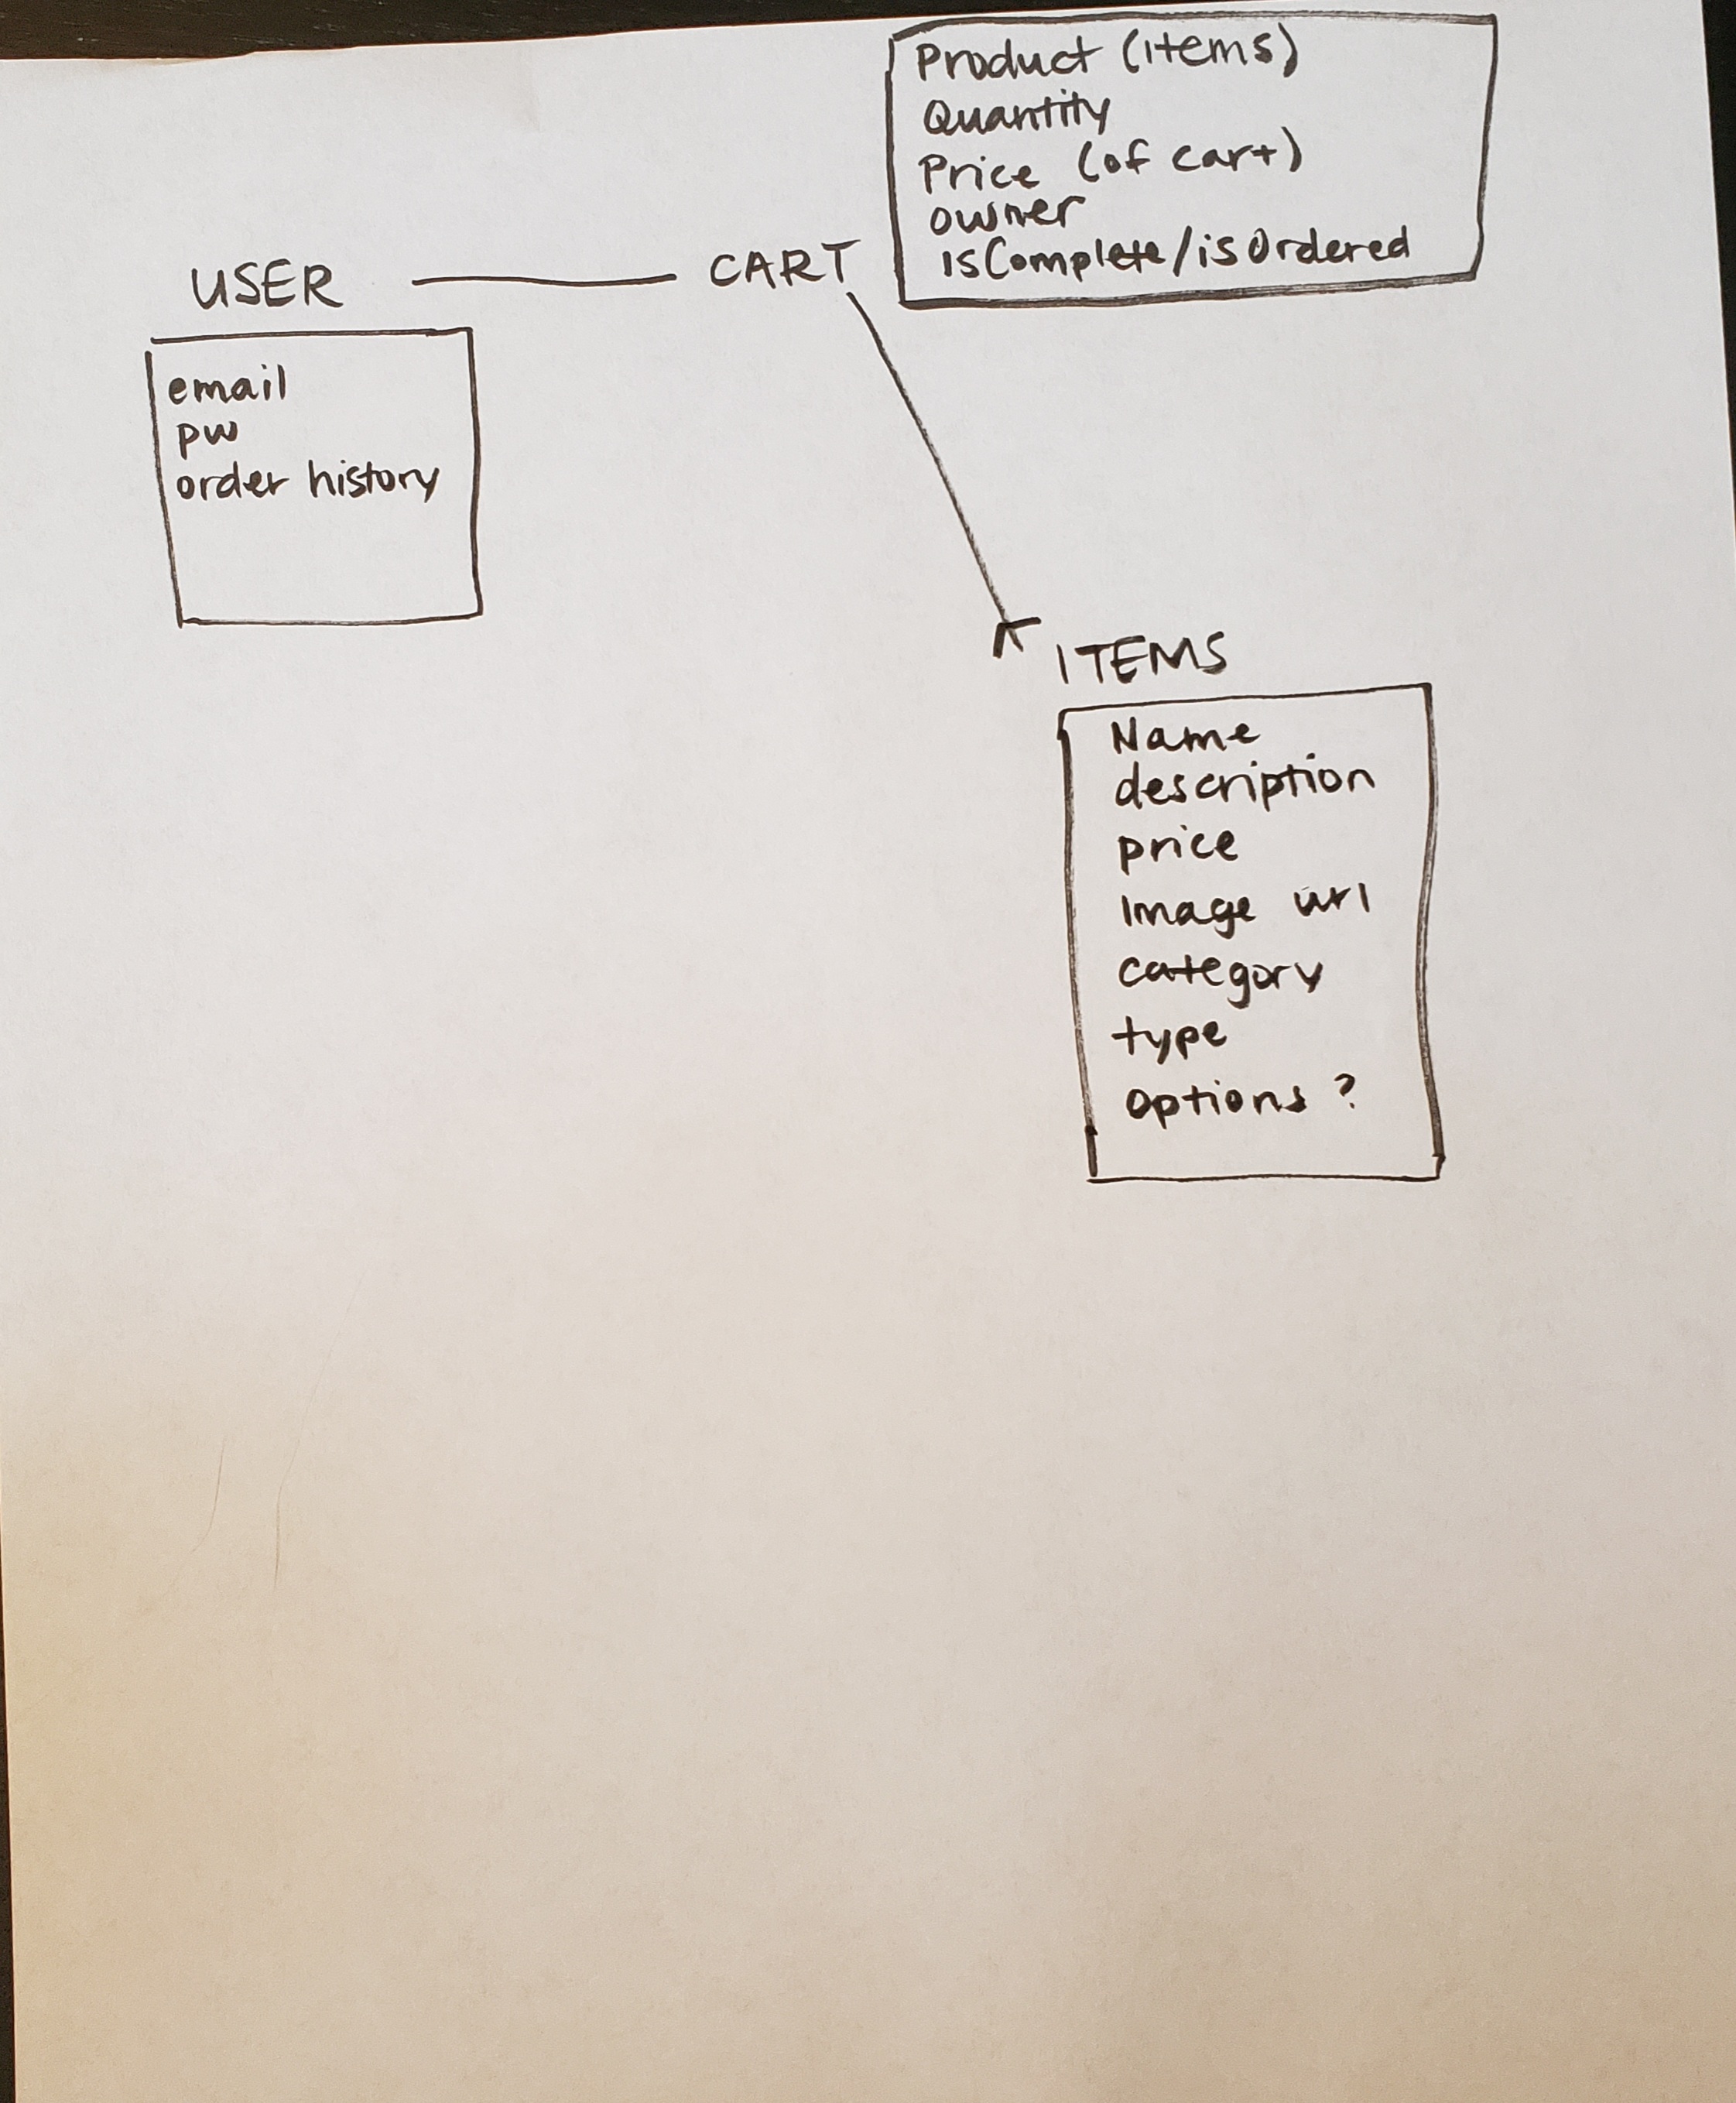 Product (items)
Quantity
Price (of cart)
owner
isComplete/isOrdered
USER
CART
email
pw
order history
ITEMS
Name
description
price
Image url
category
type
options ?